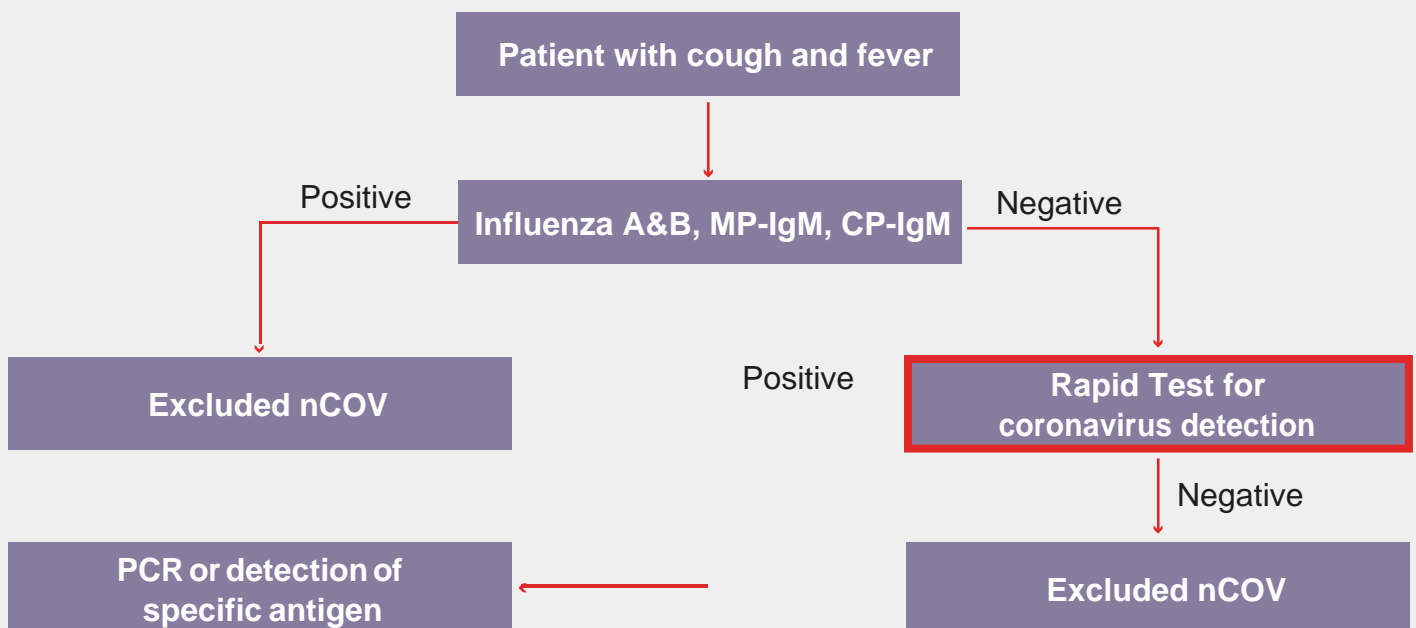 Patient with cough and fever
Positive
Influenza A&B, MP-IgM, CP-IgM
Negative
Excluded nCOV
Positive
Rapid Test for
coronavirus detection
Negative
PCR or detection of
specific antigen
Excluded nCOV